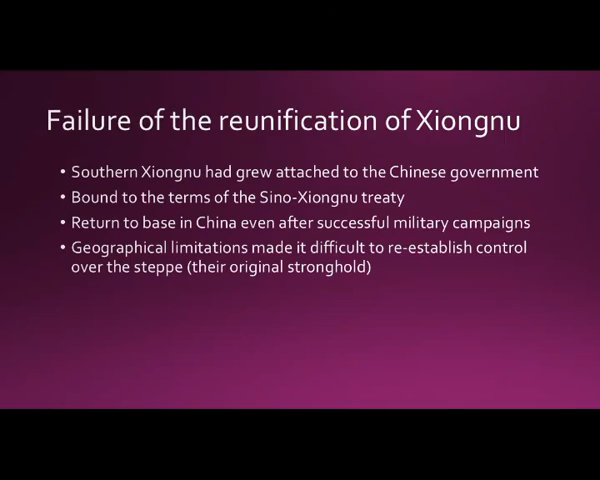 Failure of the reunification of Xiongnu
• Southern Xiongnu had grew attached to the Chinese government
• Bound to the terms of the Sino-Xiongnu treaty
• Return to base in China even after successful military campaigns
• Geographical limitations made it difficult to re-establish control
over the steppe (their original stronghold)